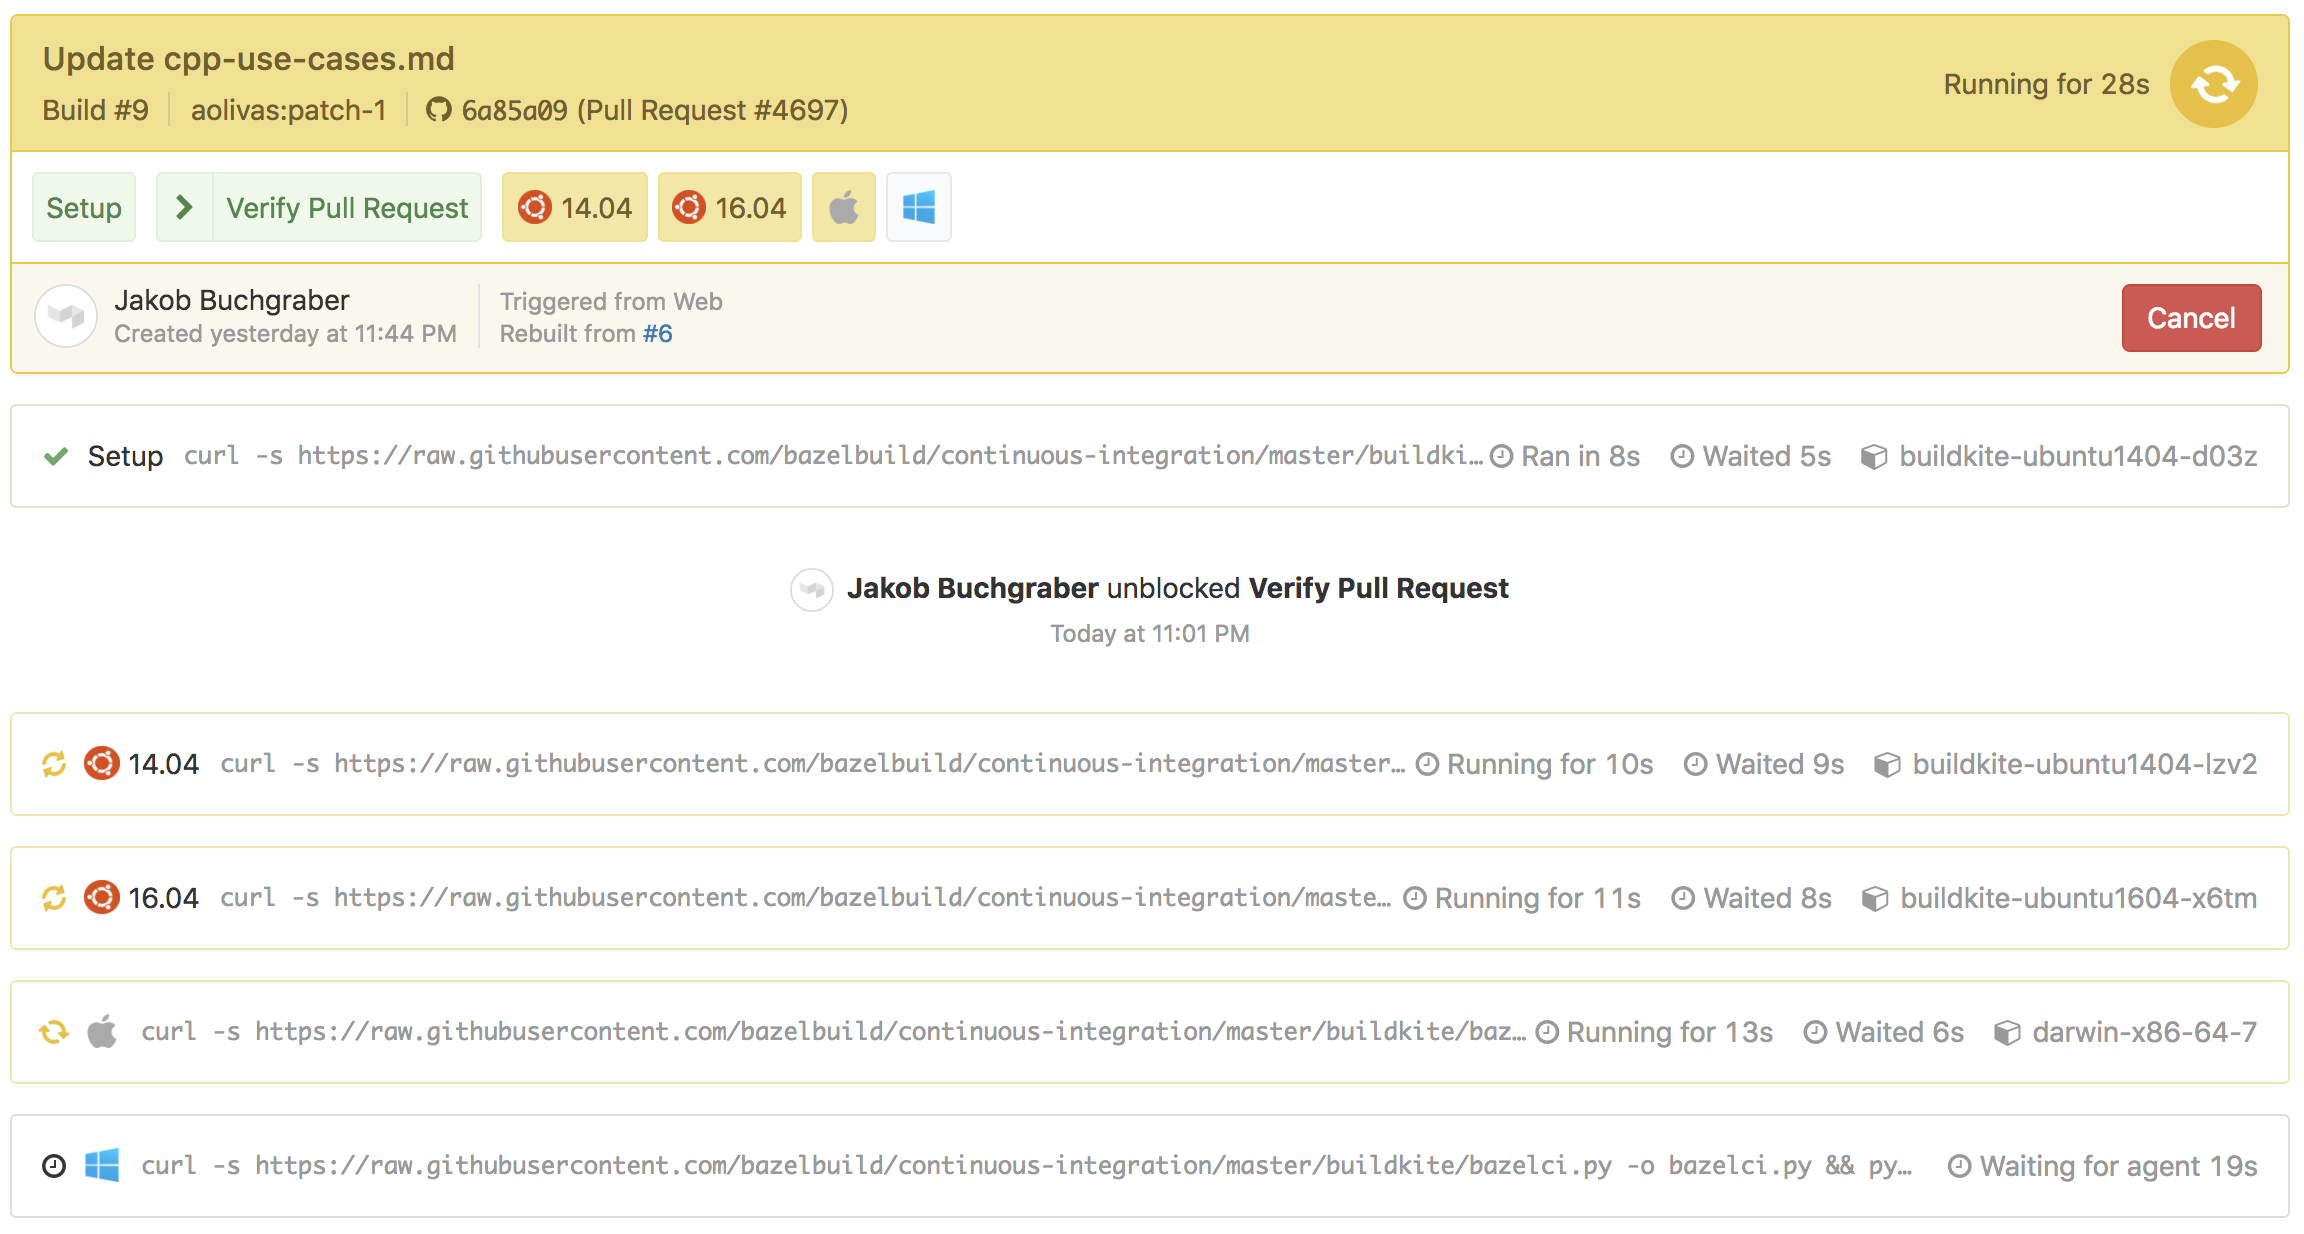 Update cpp-use-cases.md
Running for 28s
Build #9 aolivas:patch-1 6a85a09 (Pull Request #4697)
Setup Verify Pull Request 14.04 16.04
Jakob Buchgraber
Created yesterday at 11:44 PM
Triggered from Web
Rebuilt from #6
Cancel
Setup curl -s https://raw.githubusercontent.com/bazelbuild/continuous-integration/master/buildki… Ran in 8s Waited 5s buildkite-ubuntu1404-d03z
Jakob Buchgraber unblocked Verify Pull Request
Today at 11:01 PM
14.04 curl -s https://raw.githubusercontent.com/bazelbuild/continuous-integration/master… Running for 10s Waited 9s buildkite-ubuntu1404-lzv2
16.04 curl -s https://raw.githubusercontent.com/bazelbuild/continuous-integration/maste… Running for 11s Waited 8s buildkite-ubuntu1604-x6tm
curl -s https://raw.githubusercontent.com/bazelbuild/continuous-integration/master/buildkite/baz… Running for 13s Waited 6s darwin-x86-64-7
curl -s https://raw.githubusercontent.com/bazelbuild/continuous-integration/master/buildkite/bazelci.py -o bazelci.py && py… Waiting for agent 19s